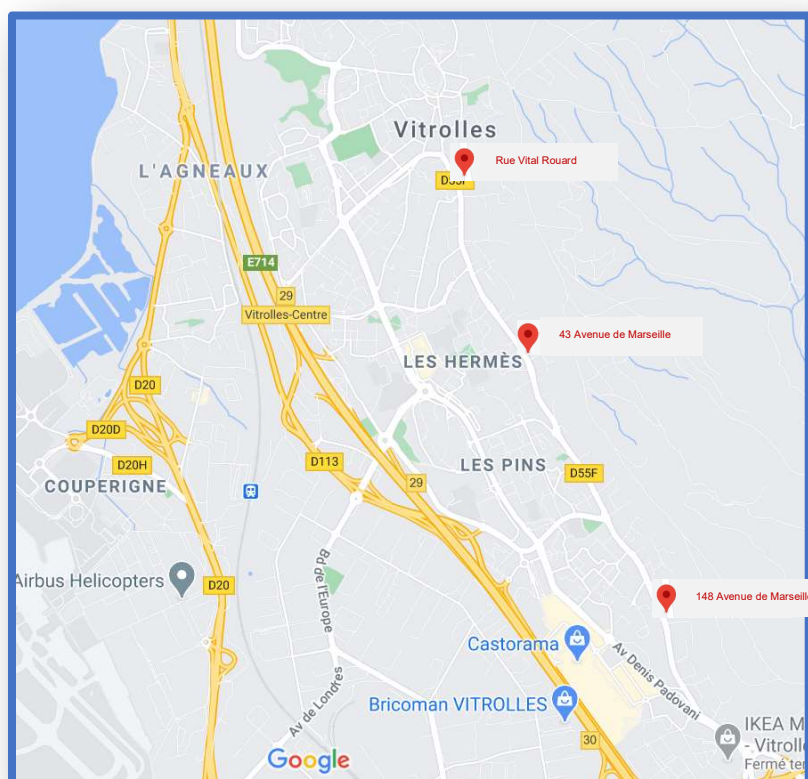 Vitrolles
Rue Vital Rouard
L'AGNEAUX
E714
29
Vitrolles-Centre
43 Avenue de Marseille
LES HERMÈS
D20
D20D
D20H
D113
LES PINS
D55F
29
COUPERIGNE
Airbus Helicopters
D20
Bd de l'Europe
148 Avenue de Marseille
Castorama
Av Denis Padovani
Av de Londres
Bricoman VITROLLES
30
IKEA M
- Vitrolle
Fermé ter
Google